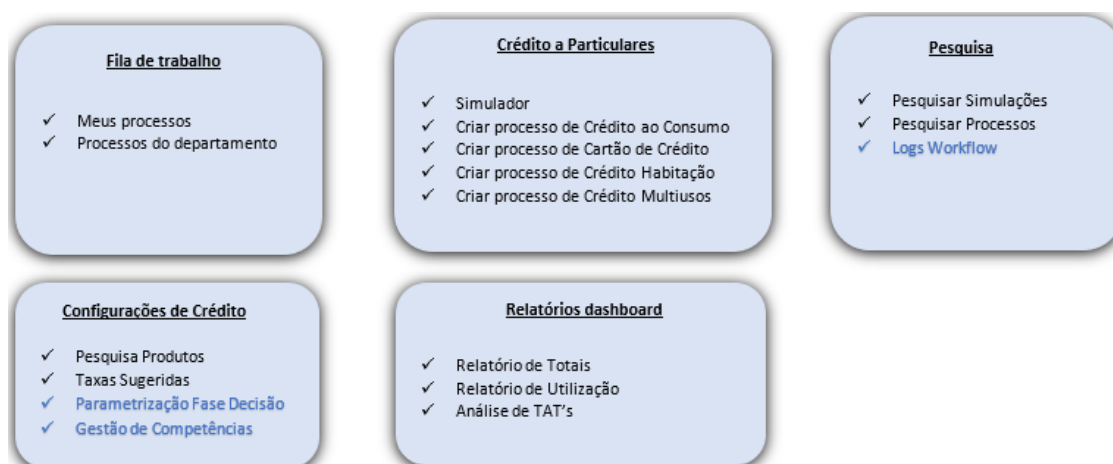 Fila de trabalho
✓ Meus processos
✓ Processos do departamento
Crédito a Particulares
✓ Simulador
✓ Criar processo de Crédito ao Consumo
✓ Criar processo de Cartão de Crédito
✓ Criar processo de Crédito Habitação
✓ Criar processo de Crédito Multiusos
Pesquisa
✓ Pesquisar Simulações
✓ Pesquisar Processos
✓ Logs Workflow
Configurações de Crédito
✓ Pesquisa Produtos
✓ Taxas Sugeridas
✓ Parametrização Fase Decisão
✓ Gestão de Competências
Relatórios dashboard
✓ Relatório de Totais
✓ Relatório de Utilização
✓ Análise de TAT’s